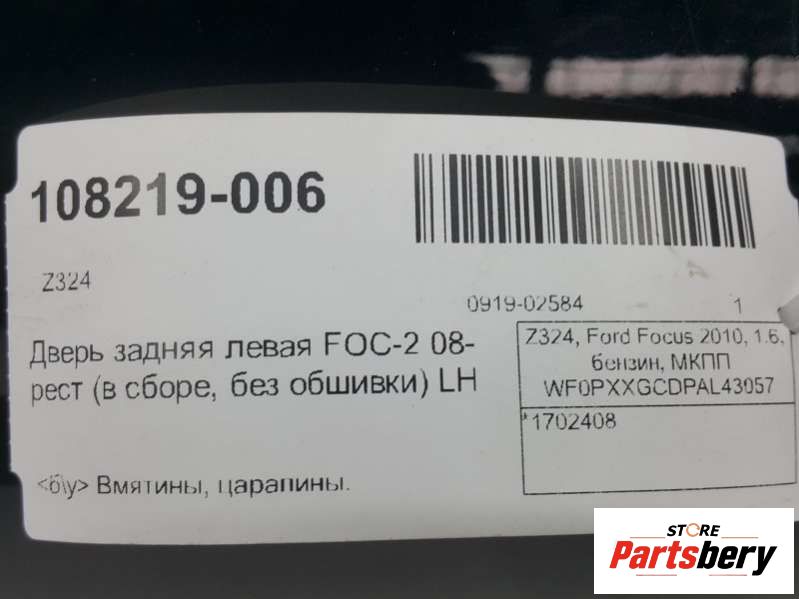 108219-006
Z324
0919-02584 1
Дверь задняя левая FOC-2 08-
рест (в сборе, без обшивки) LH
<б\у> Вмятины, царапины.
Z324, Ford Focus 2010, 1.6,
бензин, МКПП
WF0PXXGCDPAL43057
*1702408
STORE
Partsbery